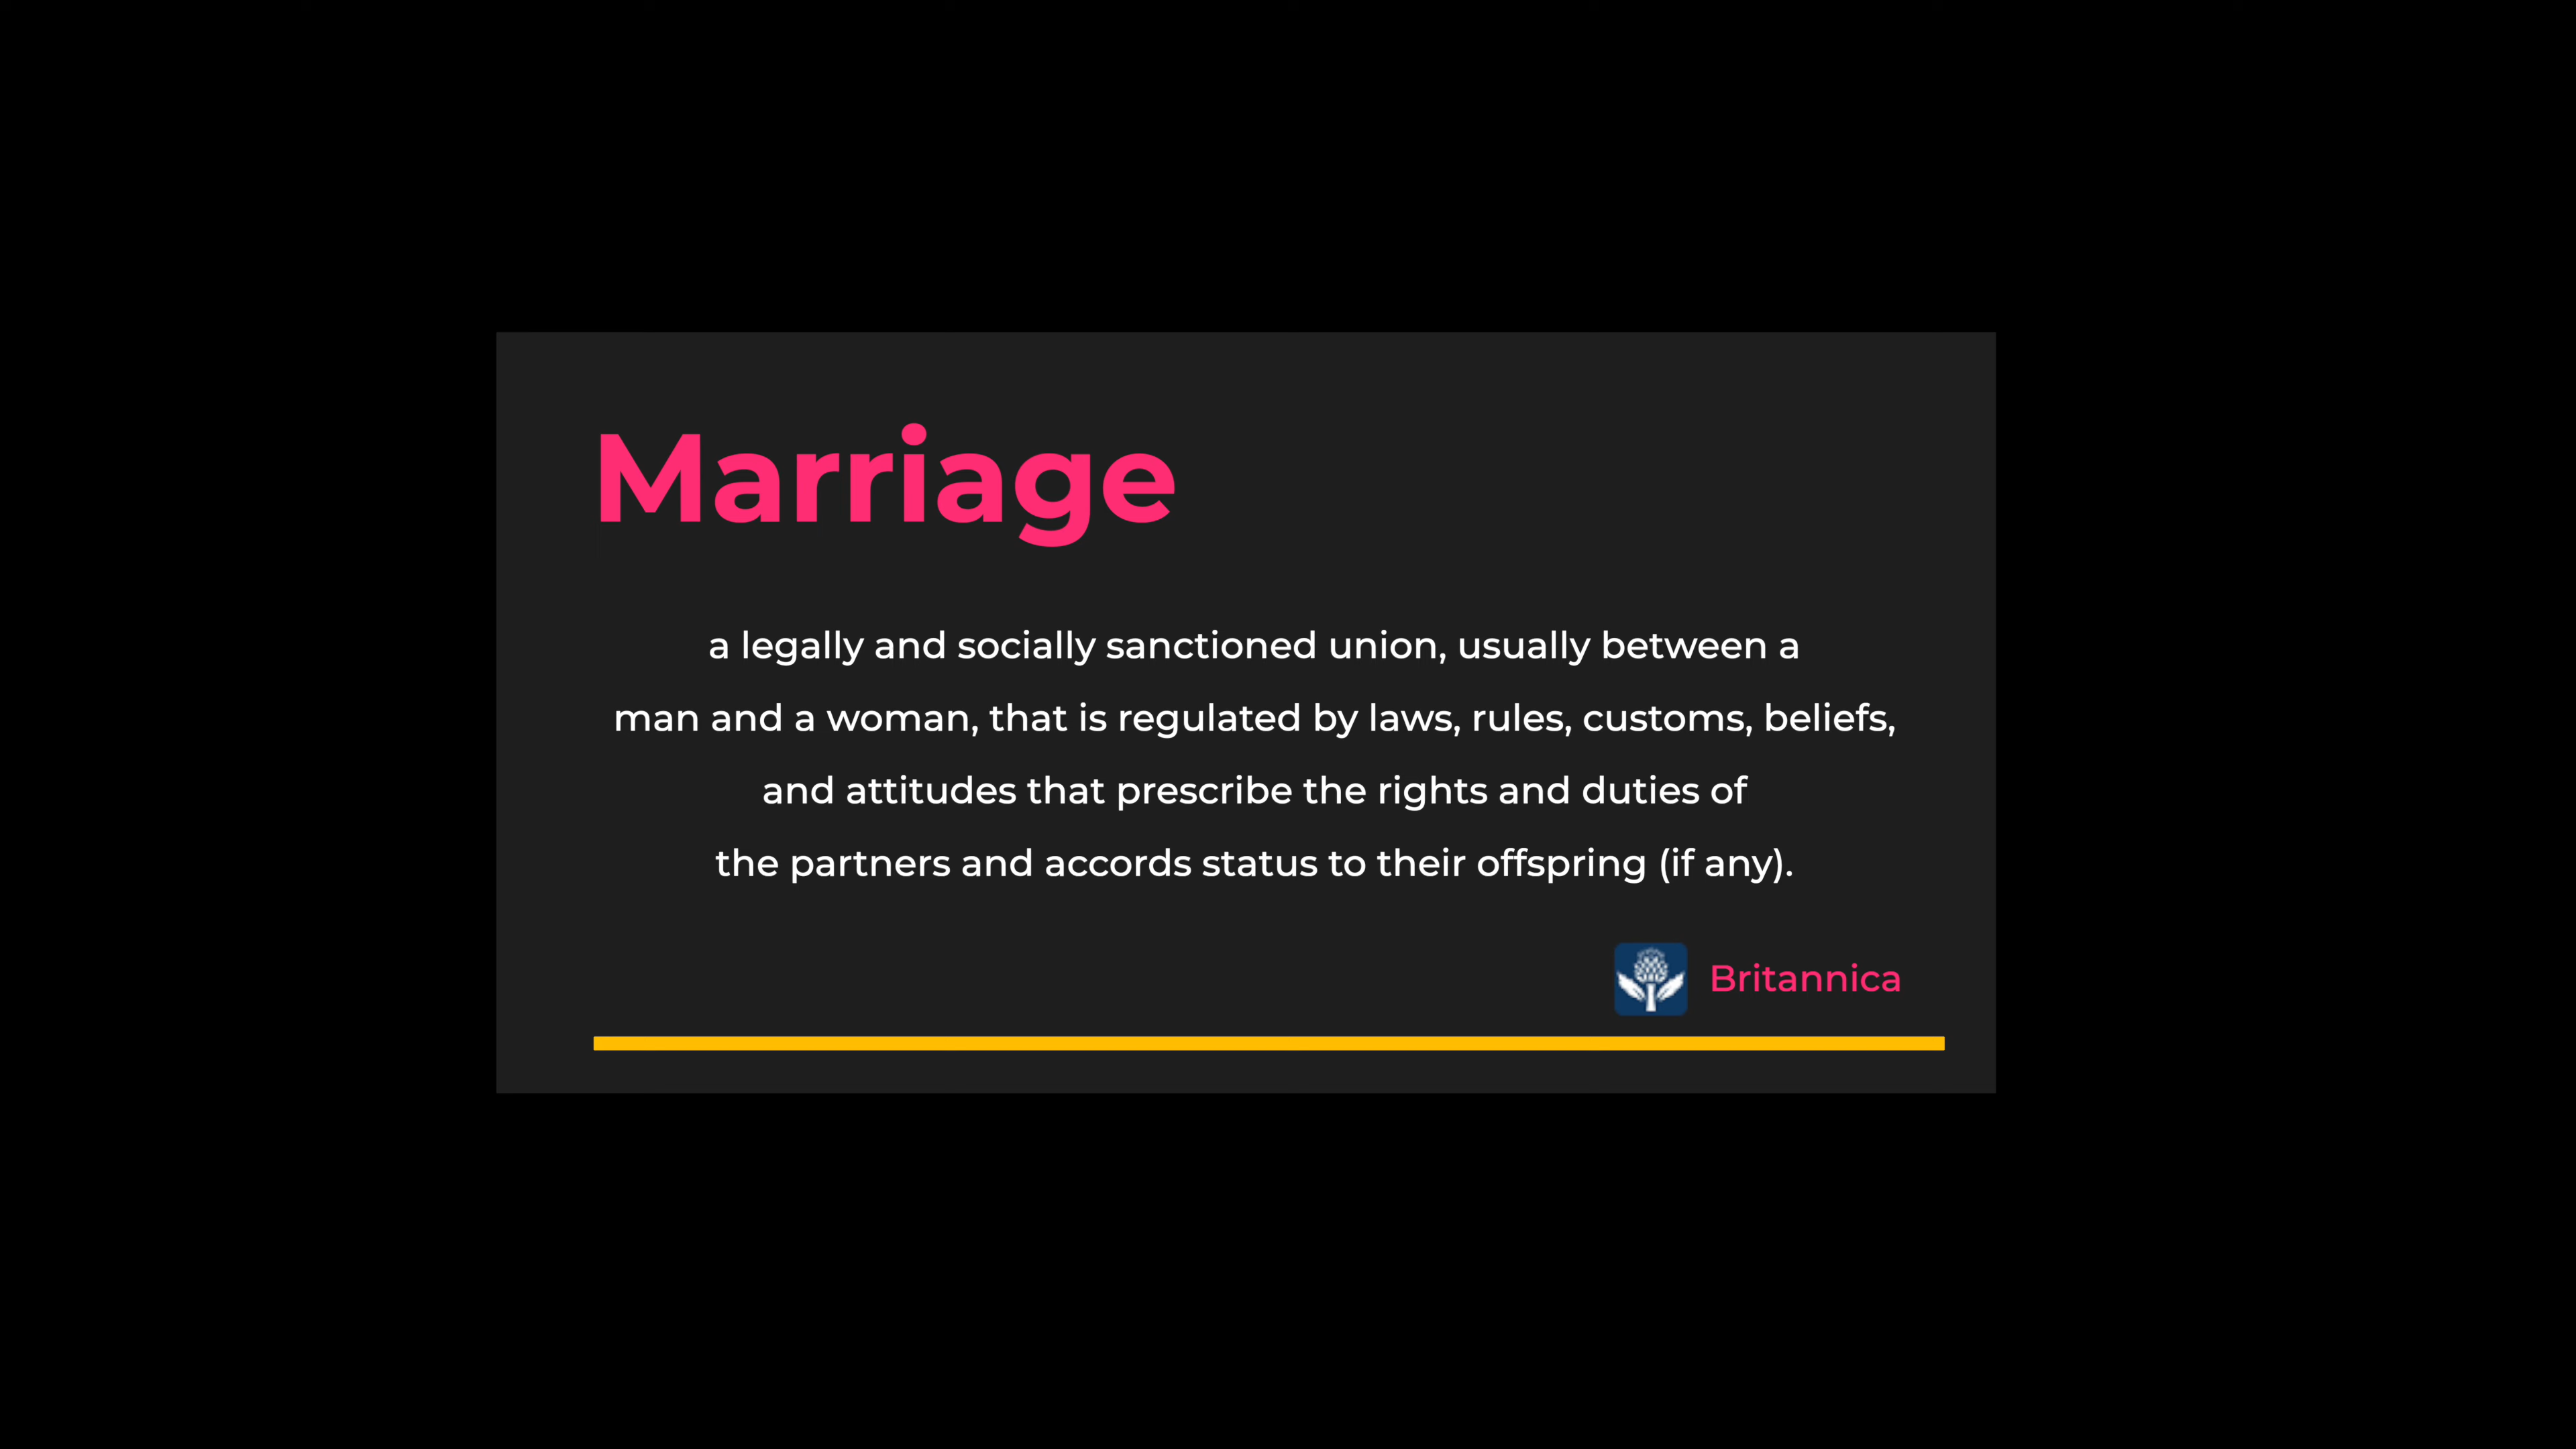 Marriage
a legally and socially sanctioned union, usually between a
man and a woman, that is regulated by laws, rules, customs, beliefs,
and attitudes that prescribe the rights and duties of
the partners and accords status to their offspring (if any).
Britannica